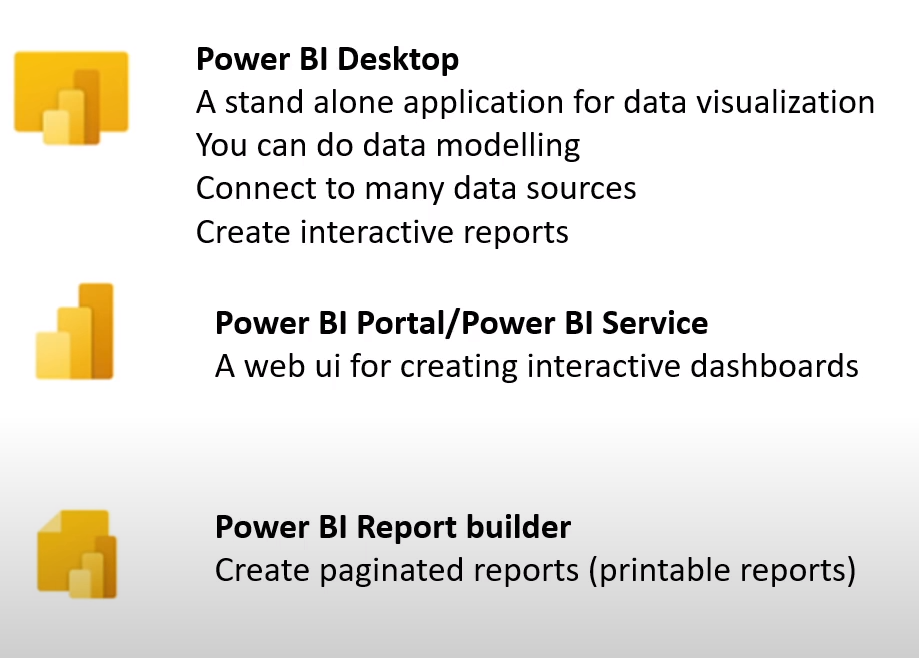 Power BI Desktop
A stand alone application for data visualization
You can do data modelling
Connect to many data sources
Create interactive reports
Power BI Portal/Power BI Service
A web ui for creating interactive dashboards
Power BI Report builder
Create paginated reports (printable reports)